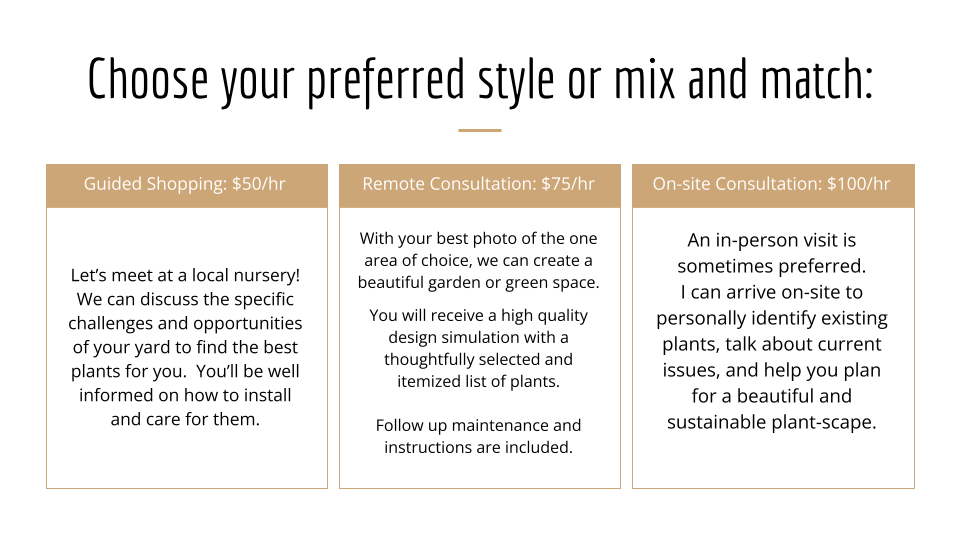 Choose your preferred style or mix and match:
Guided Shopping: $50/hr
Let’s meet at a local nursery!
We can discuss the specific
challenges and opportunities
of your yard to find the best
plants for you.  You’ll be well
informed on how to install
and care for them.
Remote Consultation: $75/hr
With your best photo of the one
area of choice, we can create a
beautiful garden or green space.
You will receive a high quality
design simulation with a
thoughtfully selected and
itemized list of plants.
Follow up maintenance and
instructions are included.
On-site Consultation: $100/hr
An in-person visit is
sometimes preferred.
I can arrive on-site to
personally identify existing
plants, talk about current
issues, and help you plan
for a beautiful and
sustainable plant-scape.